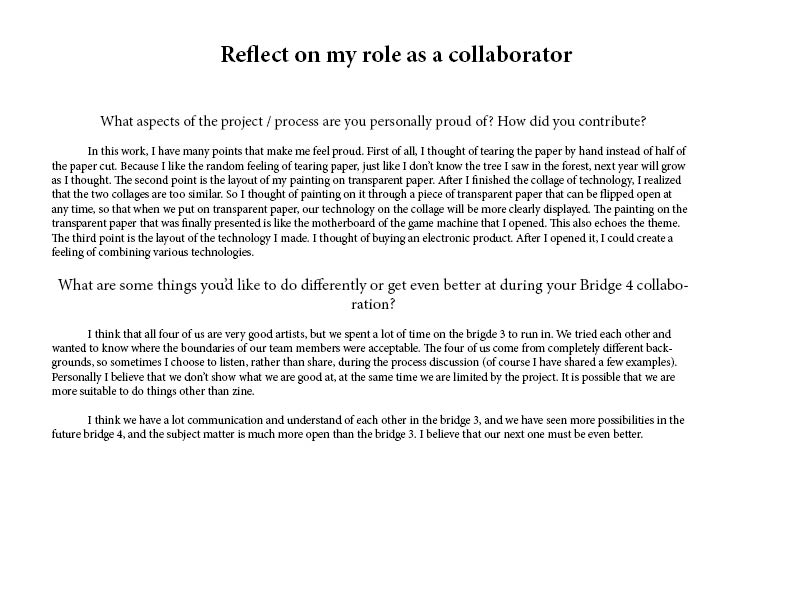 Reflect on my role as a collaborator
What aspects of the project / process are you personally proud of? How did you contribute?
In this work, I have many points that make me feel proud. First of all, I thought of tearing the paper by hand instead of half of
the paper cut. Because I like the random feeling of tearing paper, just like I don't know the tree I saw in the forest, next year will grow
as I thought. The second point is the layout of my painting on transparent paper. After I finished the collage of technology, I realized
that the two collages are too similar. So I thought of painting on it through a piece of transparent paper that can be flipped open at
any time, so that when we put on transparent paper, our technology on the collage will be more clearly displayed. The painting on the
transparent paper that was finally presented is like the motherboard of the game machine that I opened. This also echoes the theme.
The third point is the layout of the technology I made. I thought of buying an electronic product. After I opened it, I could create a
feeling of combining various technologies.
What are some things you'd like to do differently or get even better at during your Bridge 4 collabo-
ration?
I think that all four of us are very good artists, but we spent a lot of time on the brigde 3 to run in. We tried each other and
wanted to know where the boundaries of our team members were acceptable. The four of us come from completely different back-
grounds, so sometimes I choose to listen, rather than share, during the process discussion (of course I have shared a few examples).
Personally I believe that we don't show what we are good at, at the same time we are limited by the project. It is possible that we are
more suitable to do things other than zine.
I think we have a lot communication and understand of each other in the bridge 3, and we have seen more possibilities in the
future bridge 4, and the subject matter is much more open than the bridge 3. I believe that our next one must be even better.